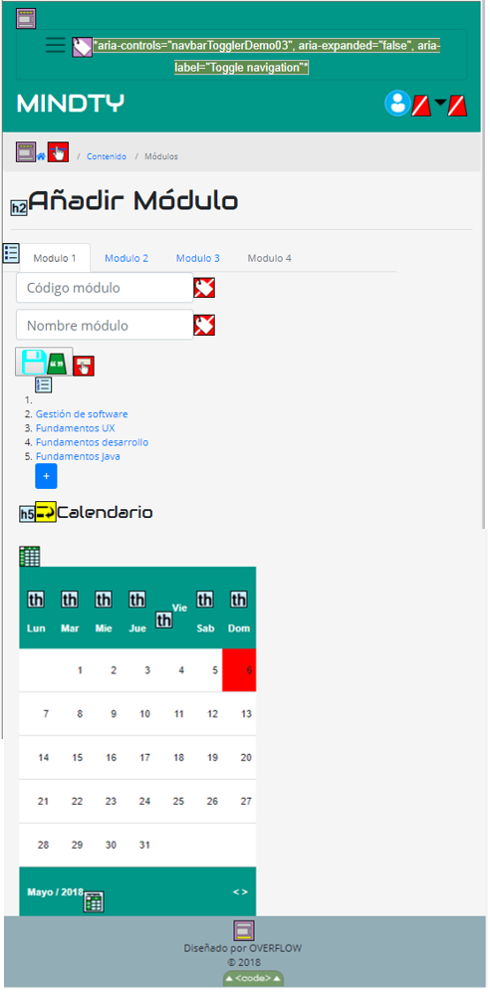 *"aria-controls="navbarTogglerDemo03", aria-expanded="false", aria-
label="Toggle navigation"*
MINDTY
/ Contenido / Módulos
h2 Añadir Módulo
Modulo 1 Modulo 2 Modulo 3 Modulo 4
Código módulo
Nombre módulo
1.
2. Gestión de software
3. Fundamentos UX
4. Fundamentos desarrollo
5. Fundamentos Java
+
h5 Calendario
th th th th th th th
Lun Mar Mie Jue Vie Sab Dom
1 2 3 4 5 6
7 8 9 10 11 12 13
14 15 16 17 18 19 20
21 22 23 24 25 26 27
28 29 30 31
Mayo / 2018 < >
Diseñado por OVERFLOW
© 2018
<code>